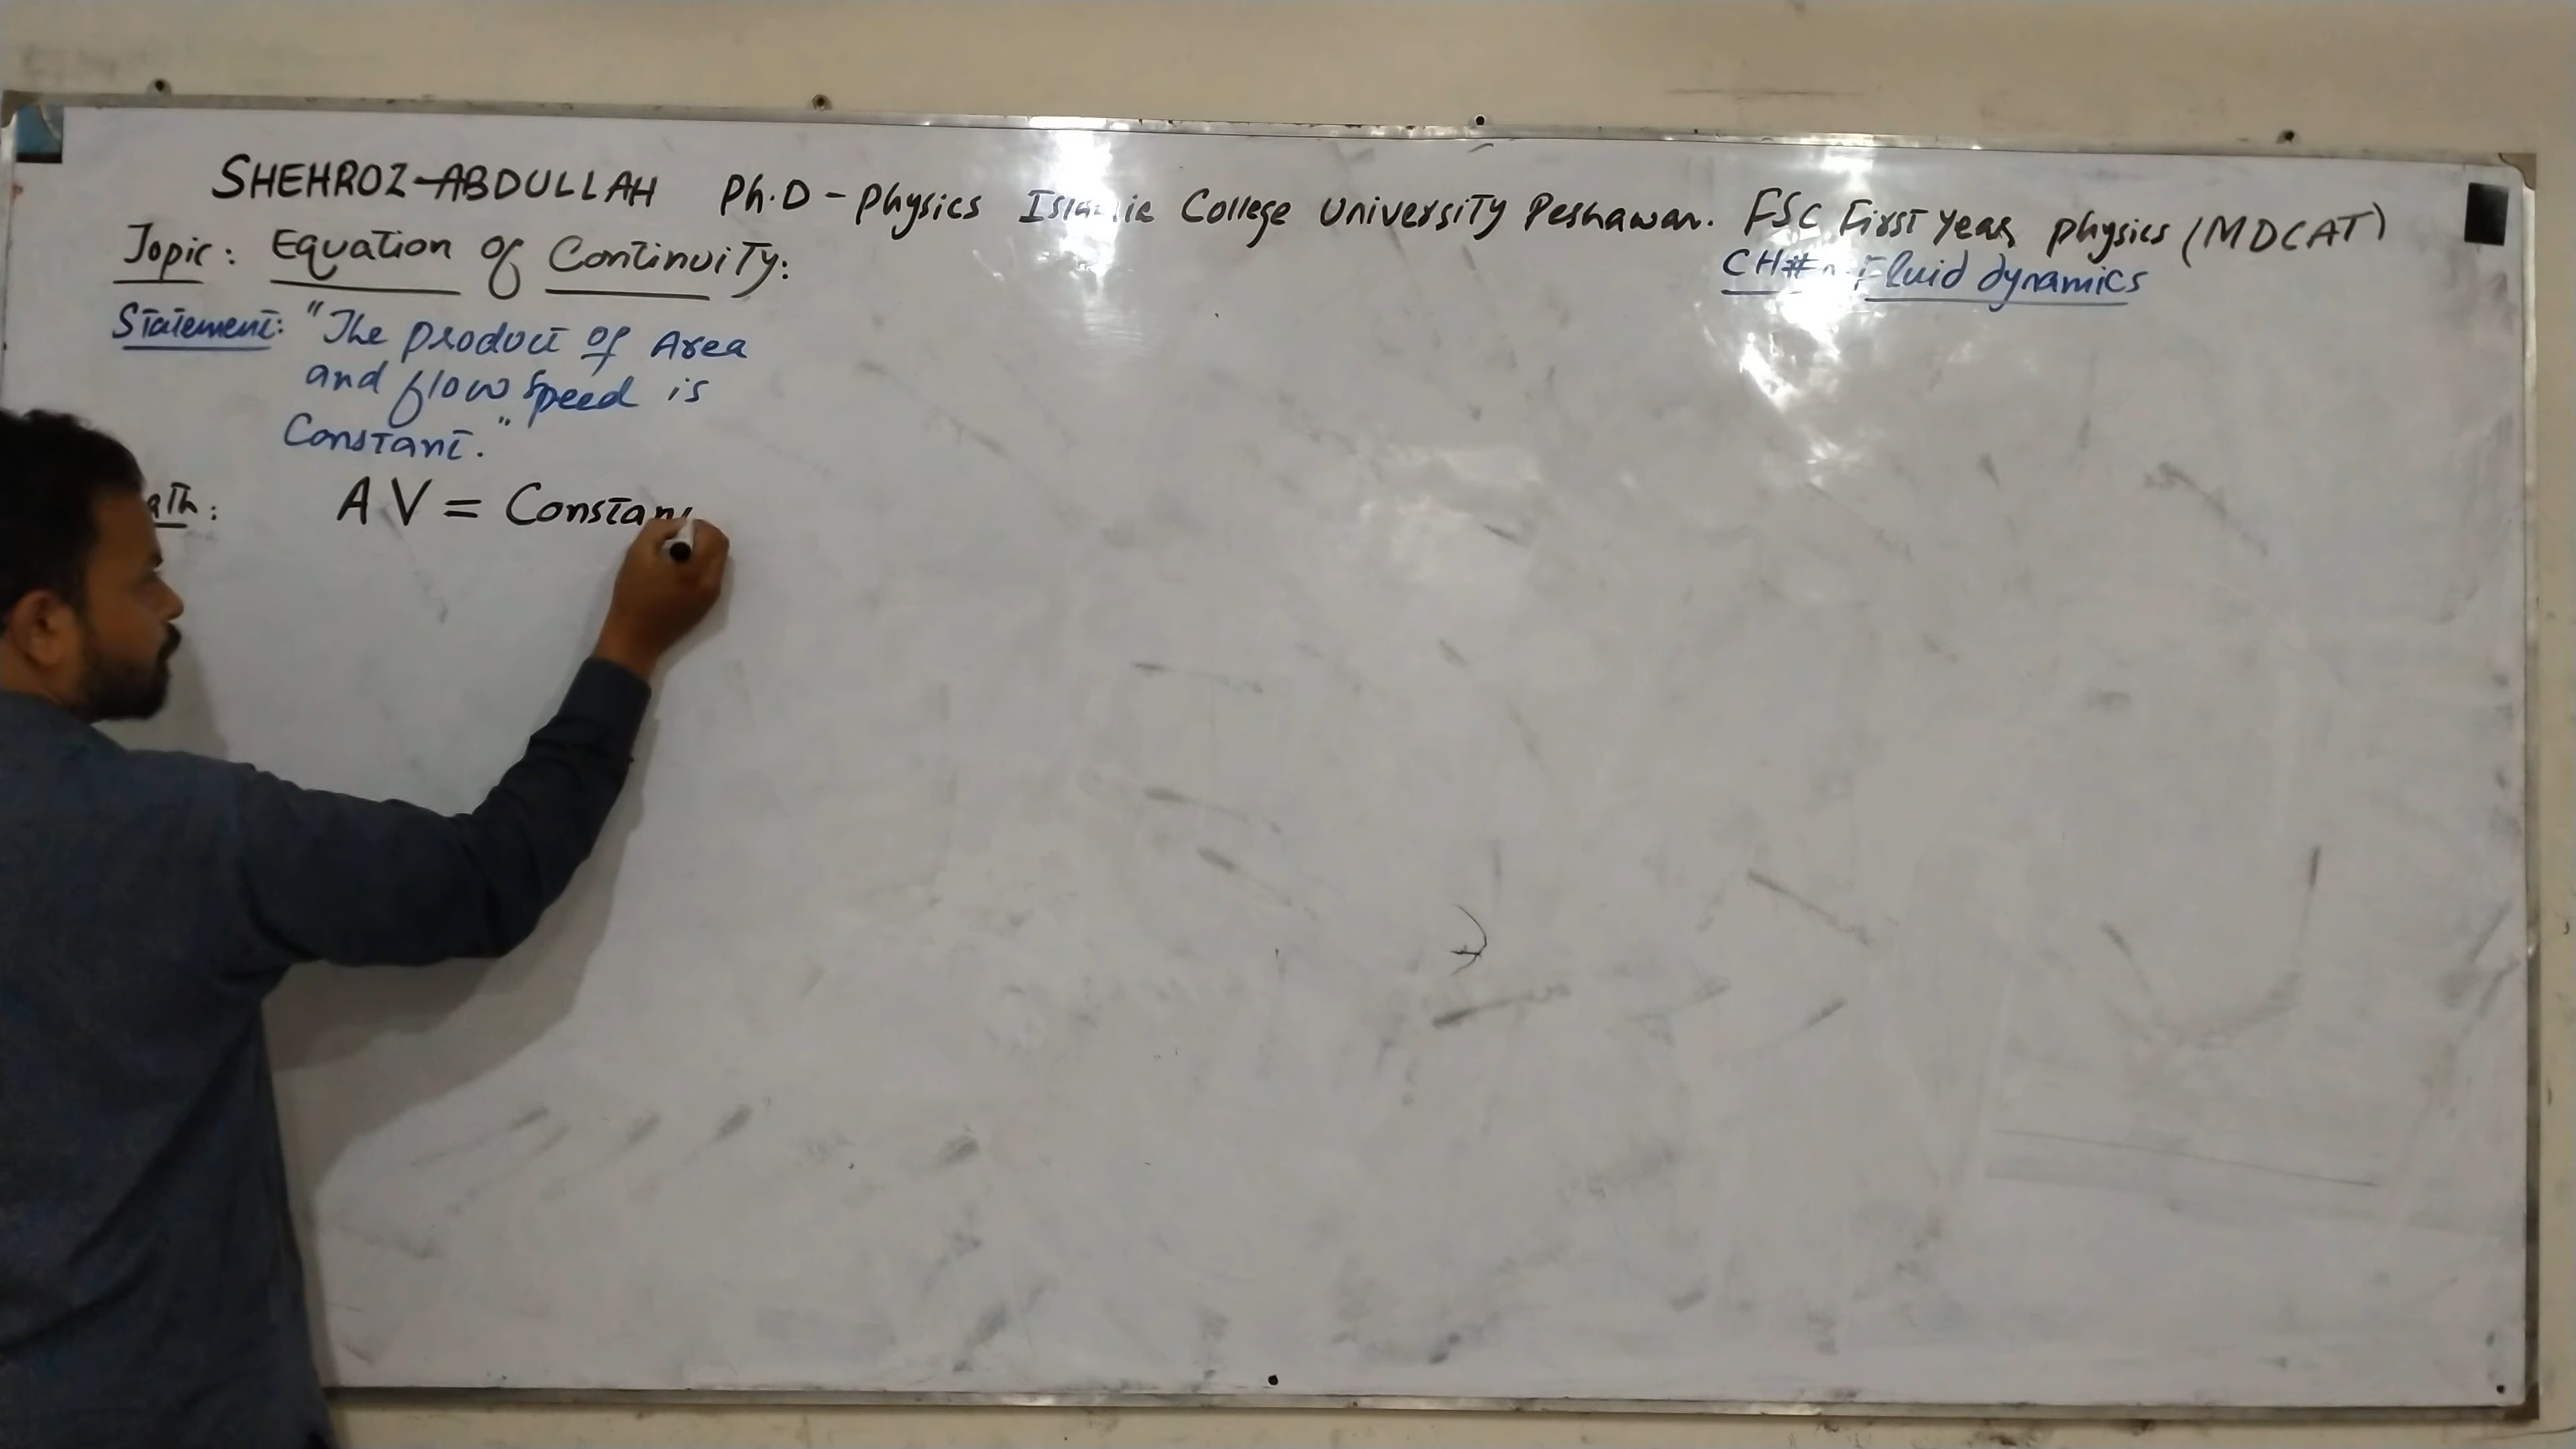 SHEHROZ-ABDULLAH Ph.D - Physics Islamic College University Peshawar. FSC First Year Physics (MDCAT)
Topic: Equation of Continuity:
CH# Fluid dynamics
Statement: "The product of Area
and flow speed is
Constant."
A V = Constan